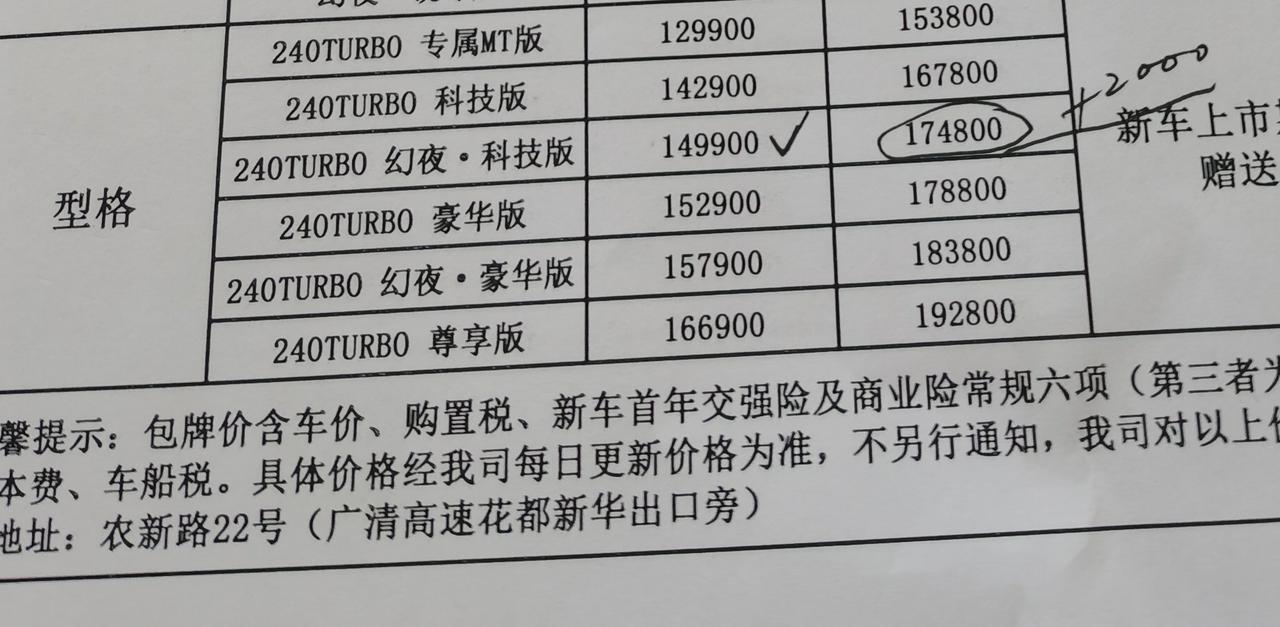 240TURBO 专属MT版 129900 153800
240TURBO 科技版 142900 167800
+2000
240TURBO 幻夜·科技版 149900 ✓ 174800
新车上市
赠送
型格
240TURBO 豪华版 152900 178800
240TURBO 幻夜·豪华版 157900 183800
240TURBO 尊享版 166900 192800
馨提示：包牌价含车价、购置税、新车首年交强险及商业险常规六项（第三者为
本费、车船税。具体价格经我司每日更新价格为准，不另行通知，我司对以上
地址：农新路22号（广清高速花都新华出口旁）